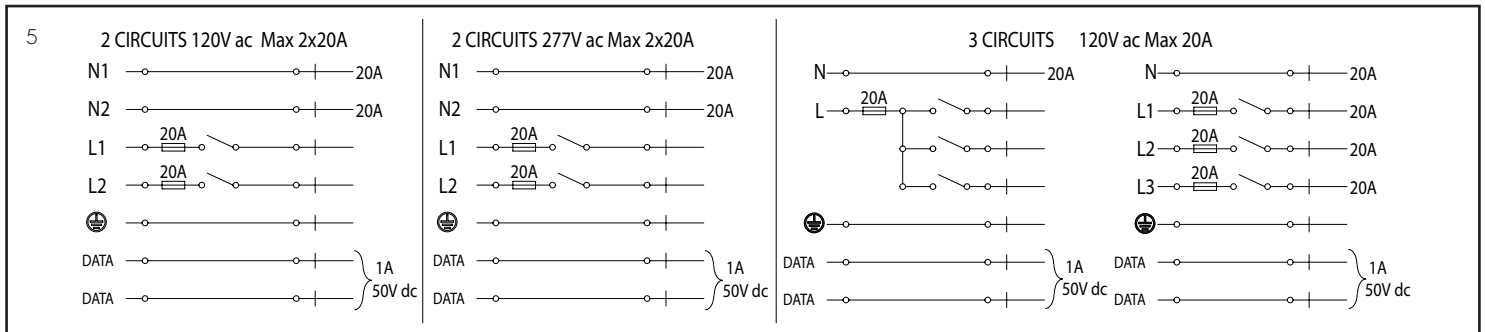 5
2 CIRCUITS 120V ac Max 2x20A
N1 20A
N2 20A
L1 20A
L2 20A
DATA
DATA
1A
50V dc
2 CIRCUITS 277V ac Max 2x20A
N1 20A
N2 20A
L1 20A
L2 20A
DATA
DATA
1A
50V dc
3 CIRCUITS 120V ac Max 20A
N 20A
L 20A
DATA
DATA
1A
50V dc
N 20A
L1 20A 20A
L2 20A 20A
L3 20A 20A
DATA
DATA
1A
50V dc